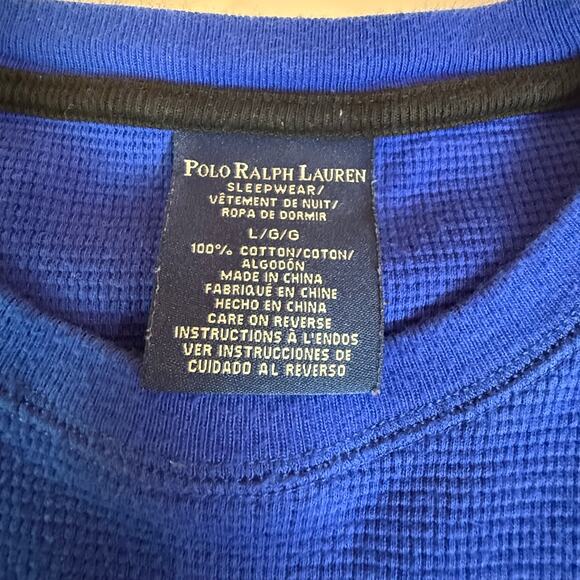 POLO RALPH LAUREN
SLEEPWEAR/
VÊTEMENT DE NUIT/
ROPA DE DORMIR
L/G/G
100% COTTON/COTON/
ALGODÓN
MADE IN CHINA
FABRIQUÉ EN CHINE
HECHO EN CHINA
CARE ON REVERSE
INSTRUCTIONS À L'ENDOS
VER INSTRUCCIONES DE
CUIDADO AL REVERSO